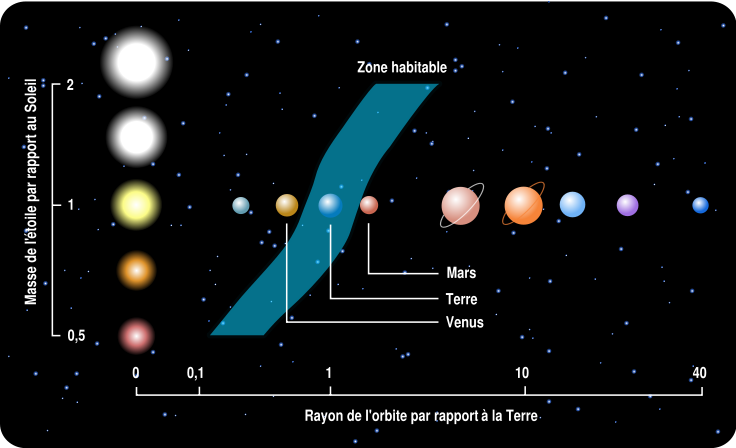 Zone habitable
Masse de l'étoile par rapport au Soleil
2
1
0,5
Mars
Terre
Venus
0
0,1
1
10
40
Rayon de l'orbite par rapport à la Terre